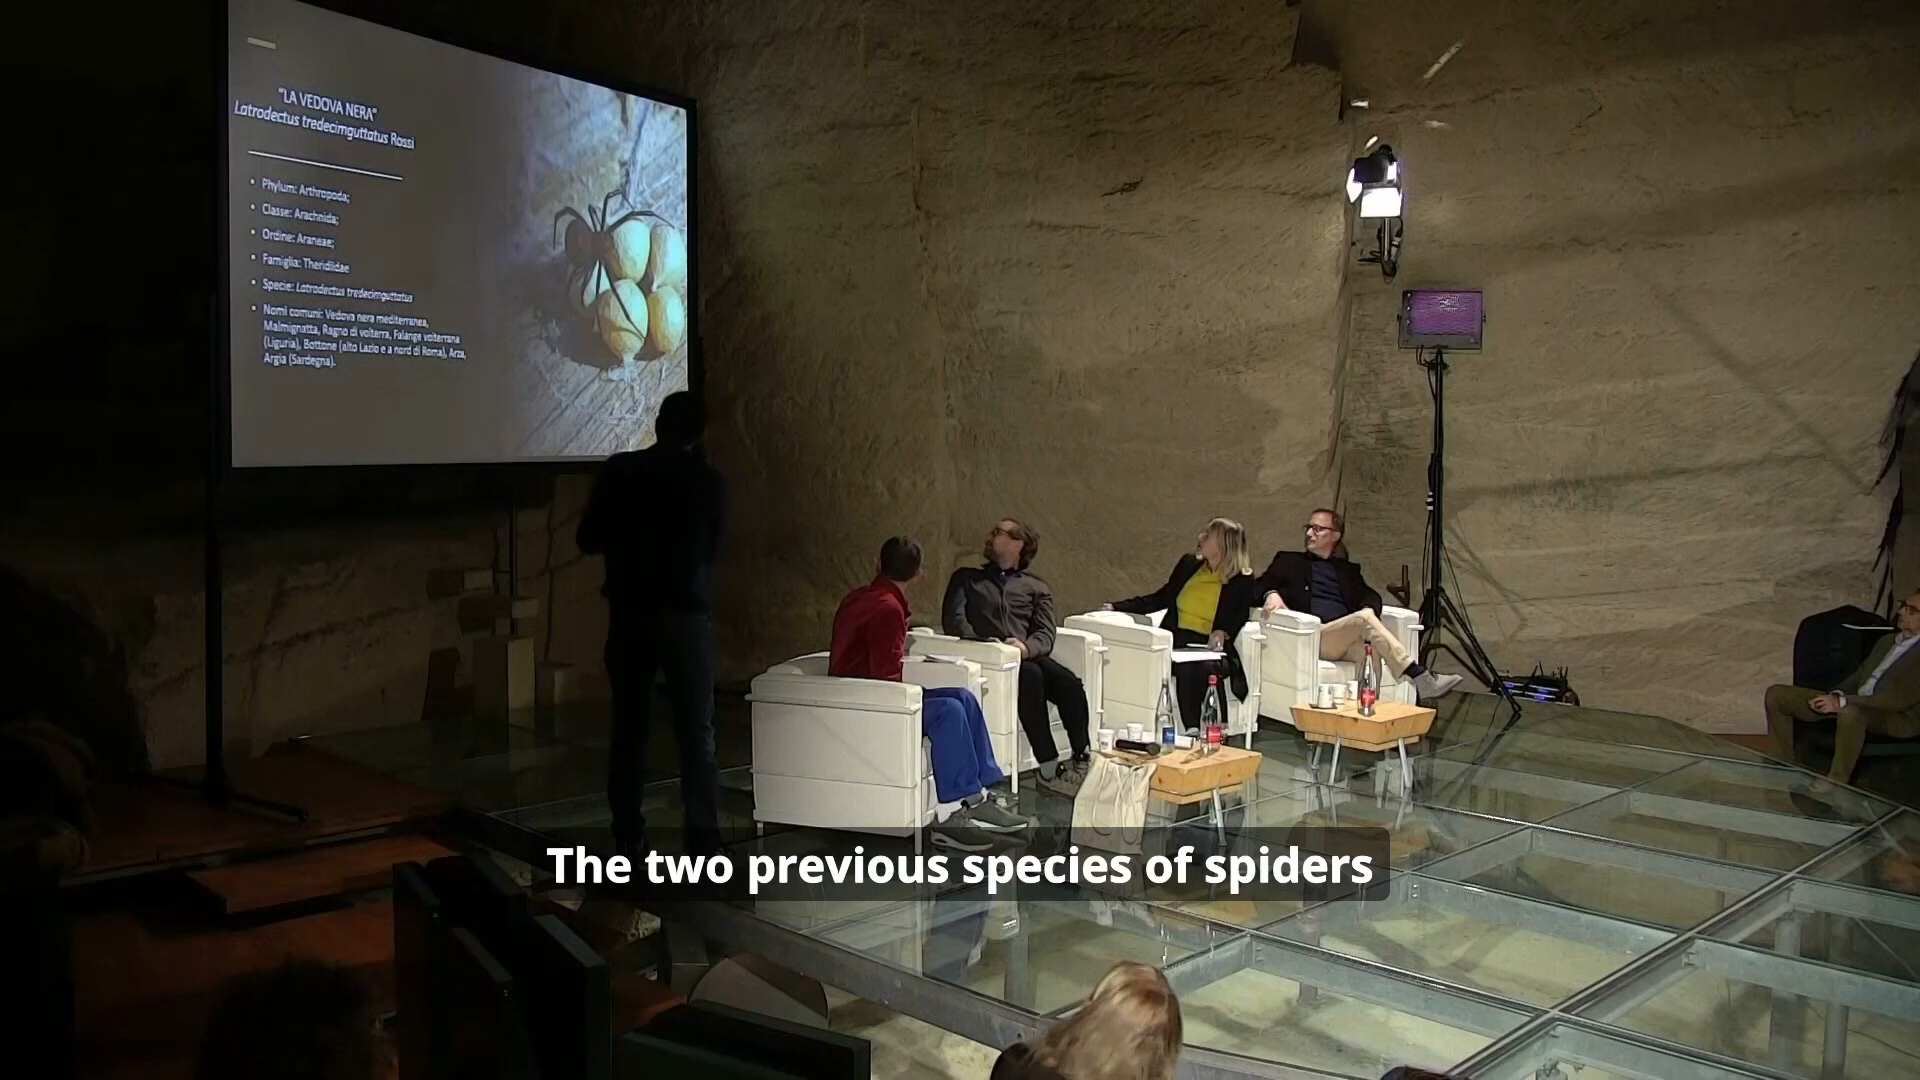 "LA VEDOVA NERA"
Latrodectus tredecimguttatus Rossi
• Phylum: Arthropoda;
• Classe: Arachnida;
• Ordine: Araneae;
• Famiglia: Theridiidae
• Specie: Latrodectus tredecimguttatus
• Nomi comuni: Vedova nera mediterranea,
Malmignatta, Ragno di volterra, Falange volterrana
(Liguria), Bottone (alto Lazio e a nord di Roma), Arza,
Argia (Sardegna).
The two previous species of spiders